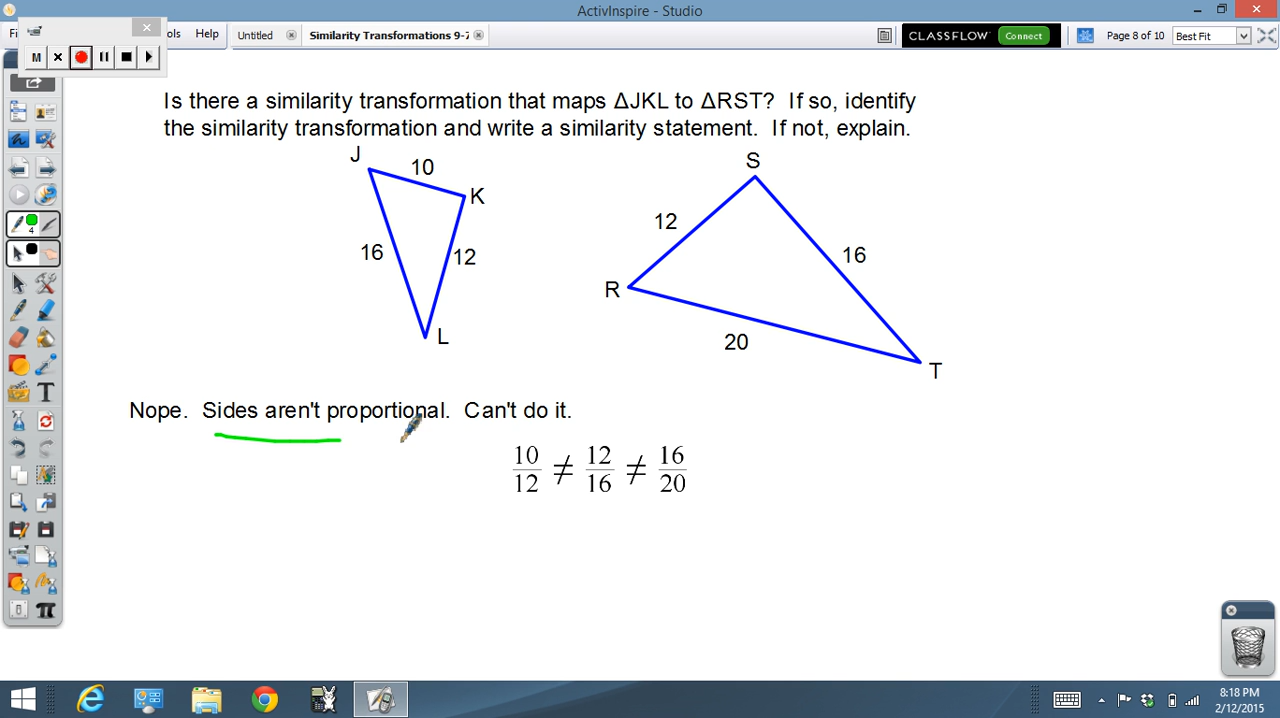 ActivInspire - Studio
Fi
ols
Help
Untitled
Similarity Transformations 9-7
CLASSFLOW
Connect
Page 8 of 10
Best Fit
M
4
T
π
Is there a similarity transformation that maps ΔJKL to ΔRST? If so, identify
the similarity transformation and write a similarity statement. If not, explain.
J
10
K
16
12
L
S
12
16
R
20
T
Nope. Sides aren't proportional. Can't do it.
10/12 ≠ 12/16 ≠ 16/20
8:18 PM
2/12/2015